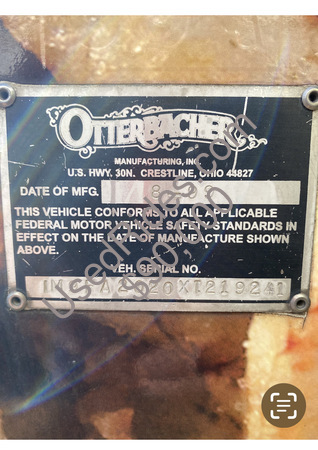 OTTERBACHER
MANUFACTURING, INC.
U.S. HWY. 30N. CRESTLINE, OHIO 44827
DATE OF MFG.
THIS VEHICLE CONFORMS TO ALL APPLICABLE
FEDERAL MOTOR VEHICLE SAFETY STANDARDS IN
EFFECT ON THE DATE OF MANUFACTURE SHOWN
ABOVE.
VEH. SERIAL NO.